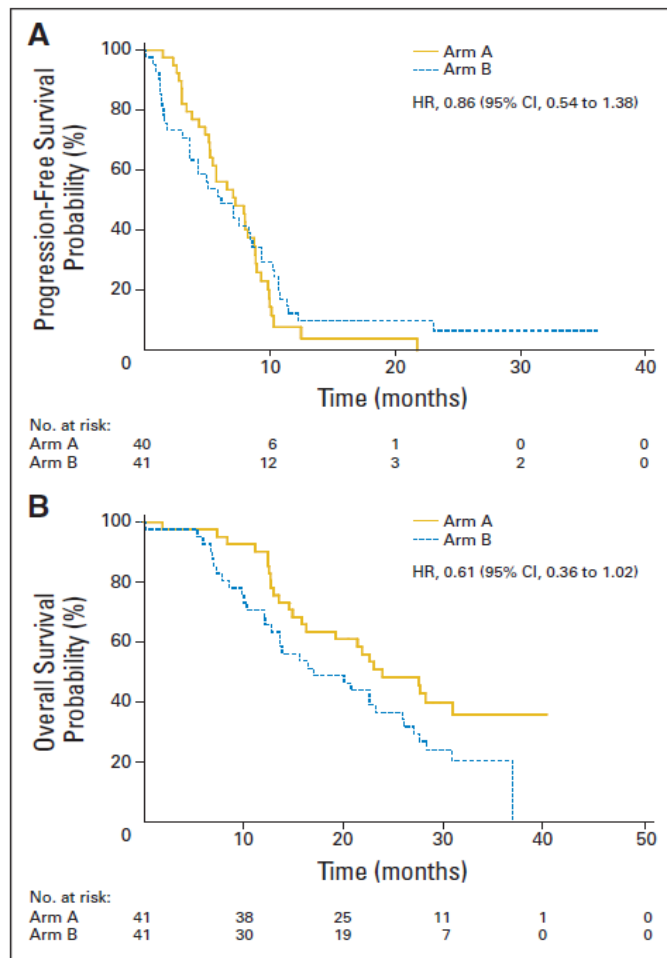 A
Progression-Free Survival
Probability (%)
100
80
60
40
20
0
10
20
30
40
Time (months)
Arm A
Arm B
HR, 0.86 (95% CI, 0.54 to 1.38)
No. at risk:
Arm A 40 6 1 0 0
Arm B 41 12 3 2 0
B
Overall Survival
Probability (%)
100
80
60
40
20
0
10
20
30
40
50
Time (months)
Arm A
Arm B
HR, 0.61 (95% CI, 0.36 to 1.02)
No. at risk:
Arm A 41 38 25 11 1 0
Arm B 41 30 19 7 0 0